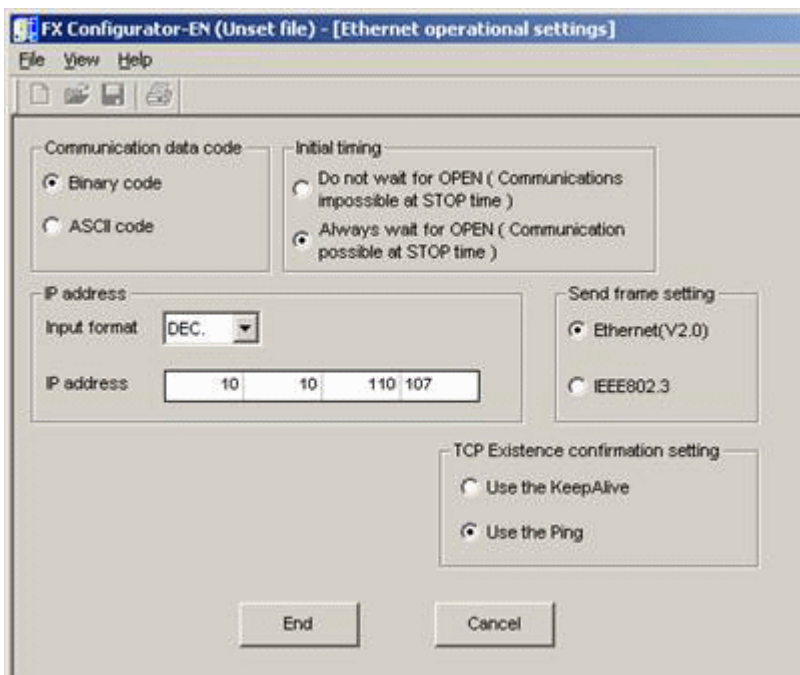 FX Configurator-EN (Unset file) - [Ethernet operational settings]
File View Help
Communication data code
Binary code
ASCII code
Initial timing
Do not wait for OPEN ( Communications
impossible at STOP time )
Always wait for OPEN ( Communication
possible at STOP time )
IP address
Input format DEC.
IP address 10 10 110 107
Send frame setting
Ethernet(V2.0)
IEEE802.3
TCP Existence confirmation setting
Use the KeepAlive
Use the Ping
End
Cancel